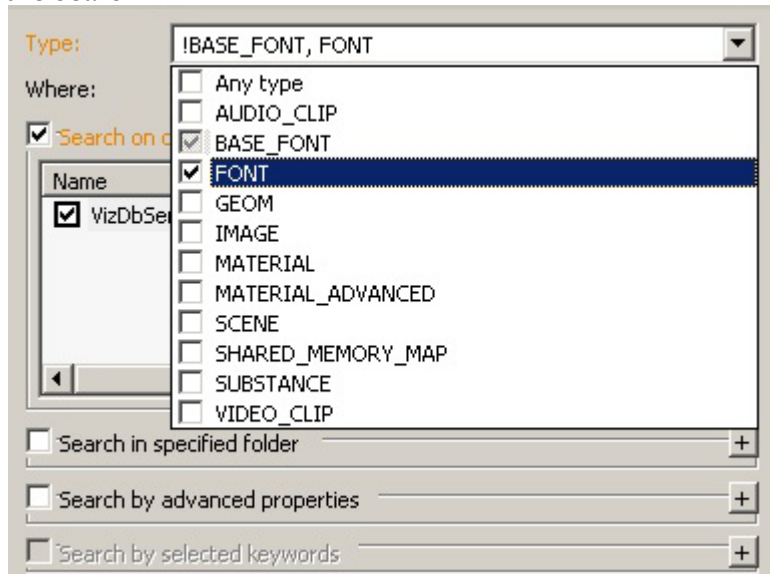 Type:
!BASE_FONT, FONT
Where:
Any type
AUDIO_CLIP
Search on
BASE_FONT
Name
FONT
VizDbSer
GEOM
IMAGE
MATERIAL
MATERIAL_ADVANCED
SCENE
SHARED_MEMORY_MAP
SUBSTANCE
VIDEO_CLIP
Search in specified folder
+
Search by advanced properties
+
Search by selected keywords
+